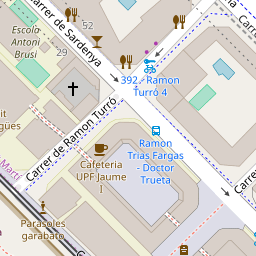 52
Carrer de Sardenya
Escola
Antoni
Brusi
29
392 - Ramon
Turró 4
Carrer de Ramon Turró
Ramon
Trias Fargas
- Doctor
Trueta
Cafeteria
UPF Jaume
I
Parasoles
garabato